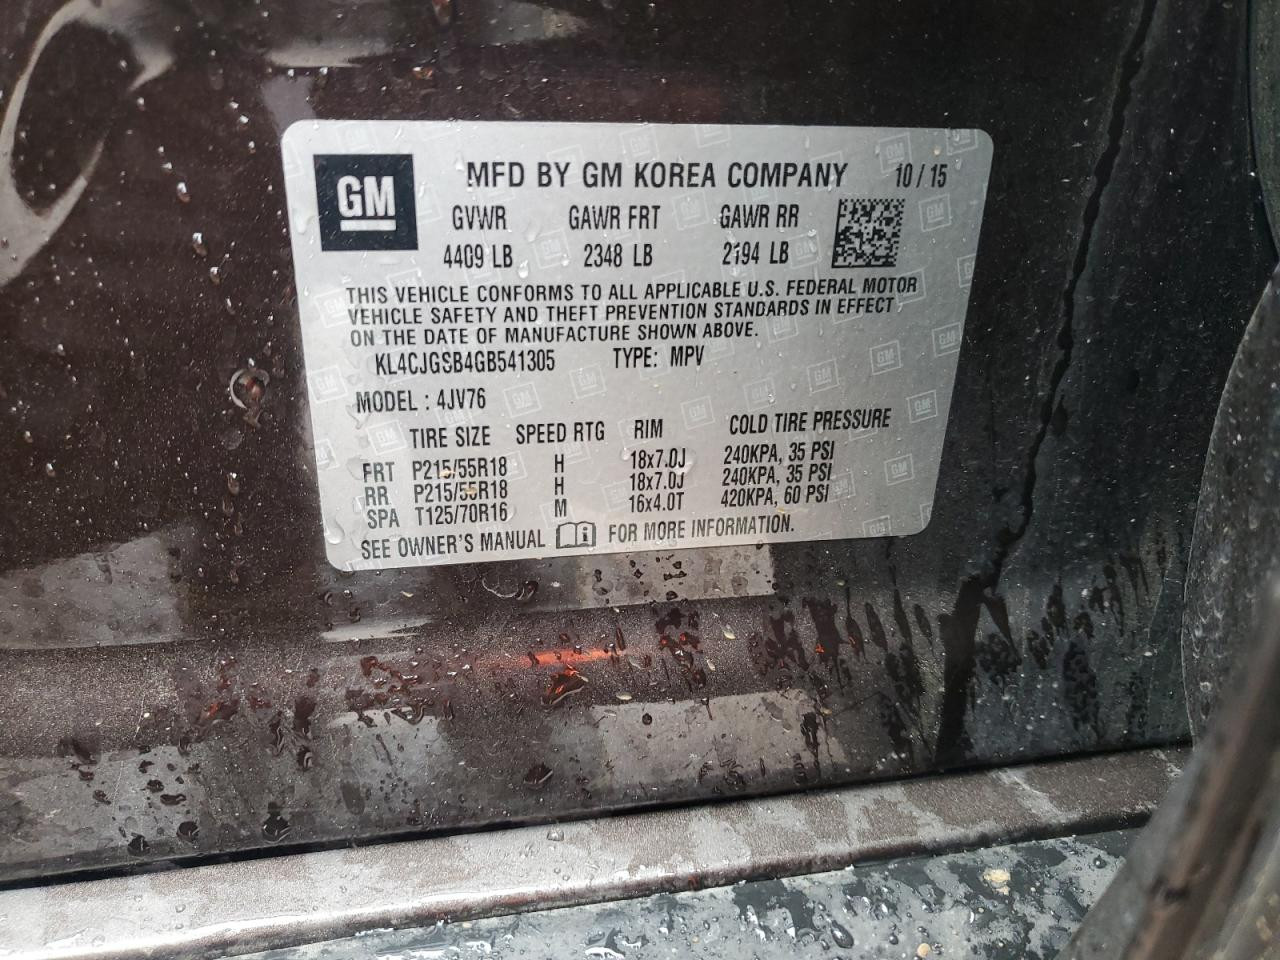 GM
MFD BY GM KOREA COMPANY 10 / 15
GVWR GAWR FRT GAWR RR
4409 LB 2348 LB 2194 LB
THIS VEHICLE CONFORMS TO ALL APPLICABLE U.S. FEDERAL MOTOR
VEHICLE SAFETY AND THEFT PREVENTION STANDARDS IN EFFECT
ON THE DATE OF MANUFACTURE SHOWN ABOVE.
KL4CJGSB4GB541305 TYPE: MPV
MODEL : 4JV76
TIRE SIZE SPEED RTG RIM COLD TIRE PRESSURE
FRT P215/55R18 H 18x7.0J 240KPA, 35 PSI
RR P215/55R18 H 18x7.0J 240KPA, 35 PSI
SPA T125/70R16 M 16x4.0T 420KPA, 60 PSI
SEE OWNER'S MANUAL FOR MORE INFORMATION.